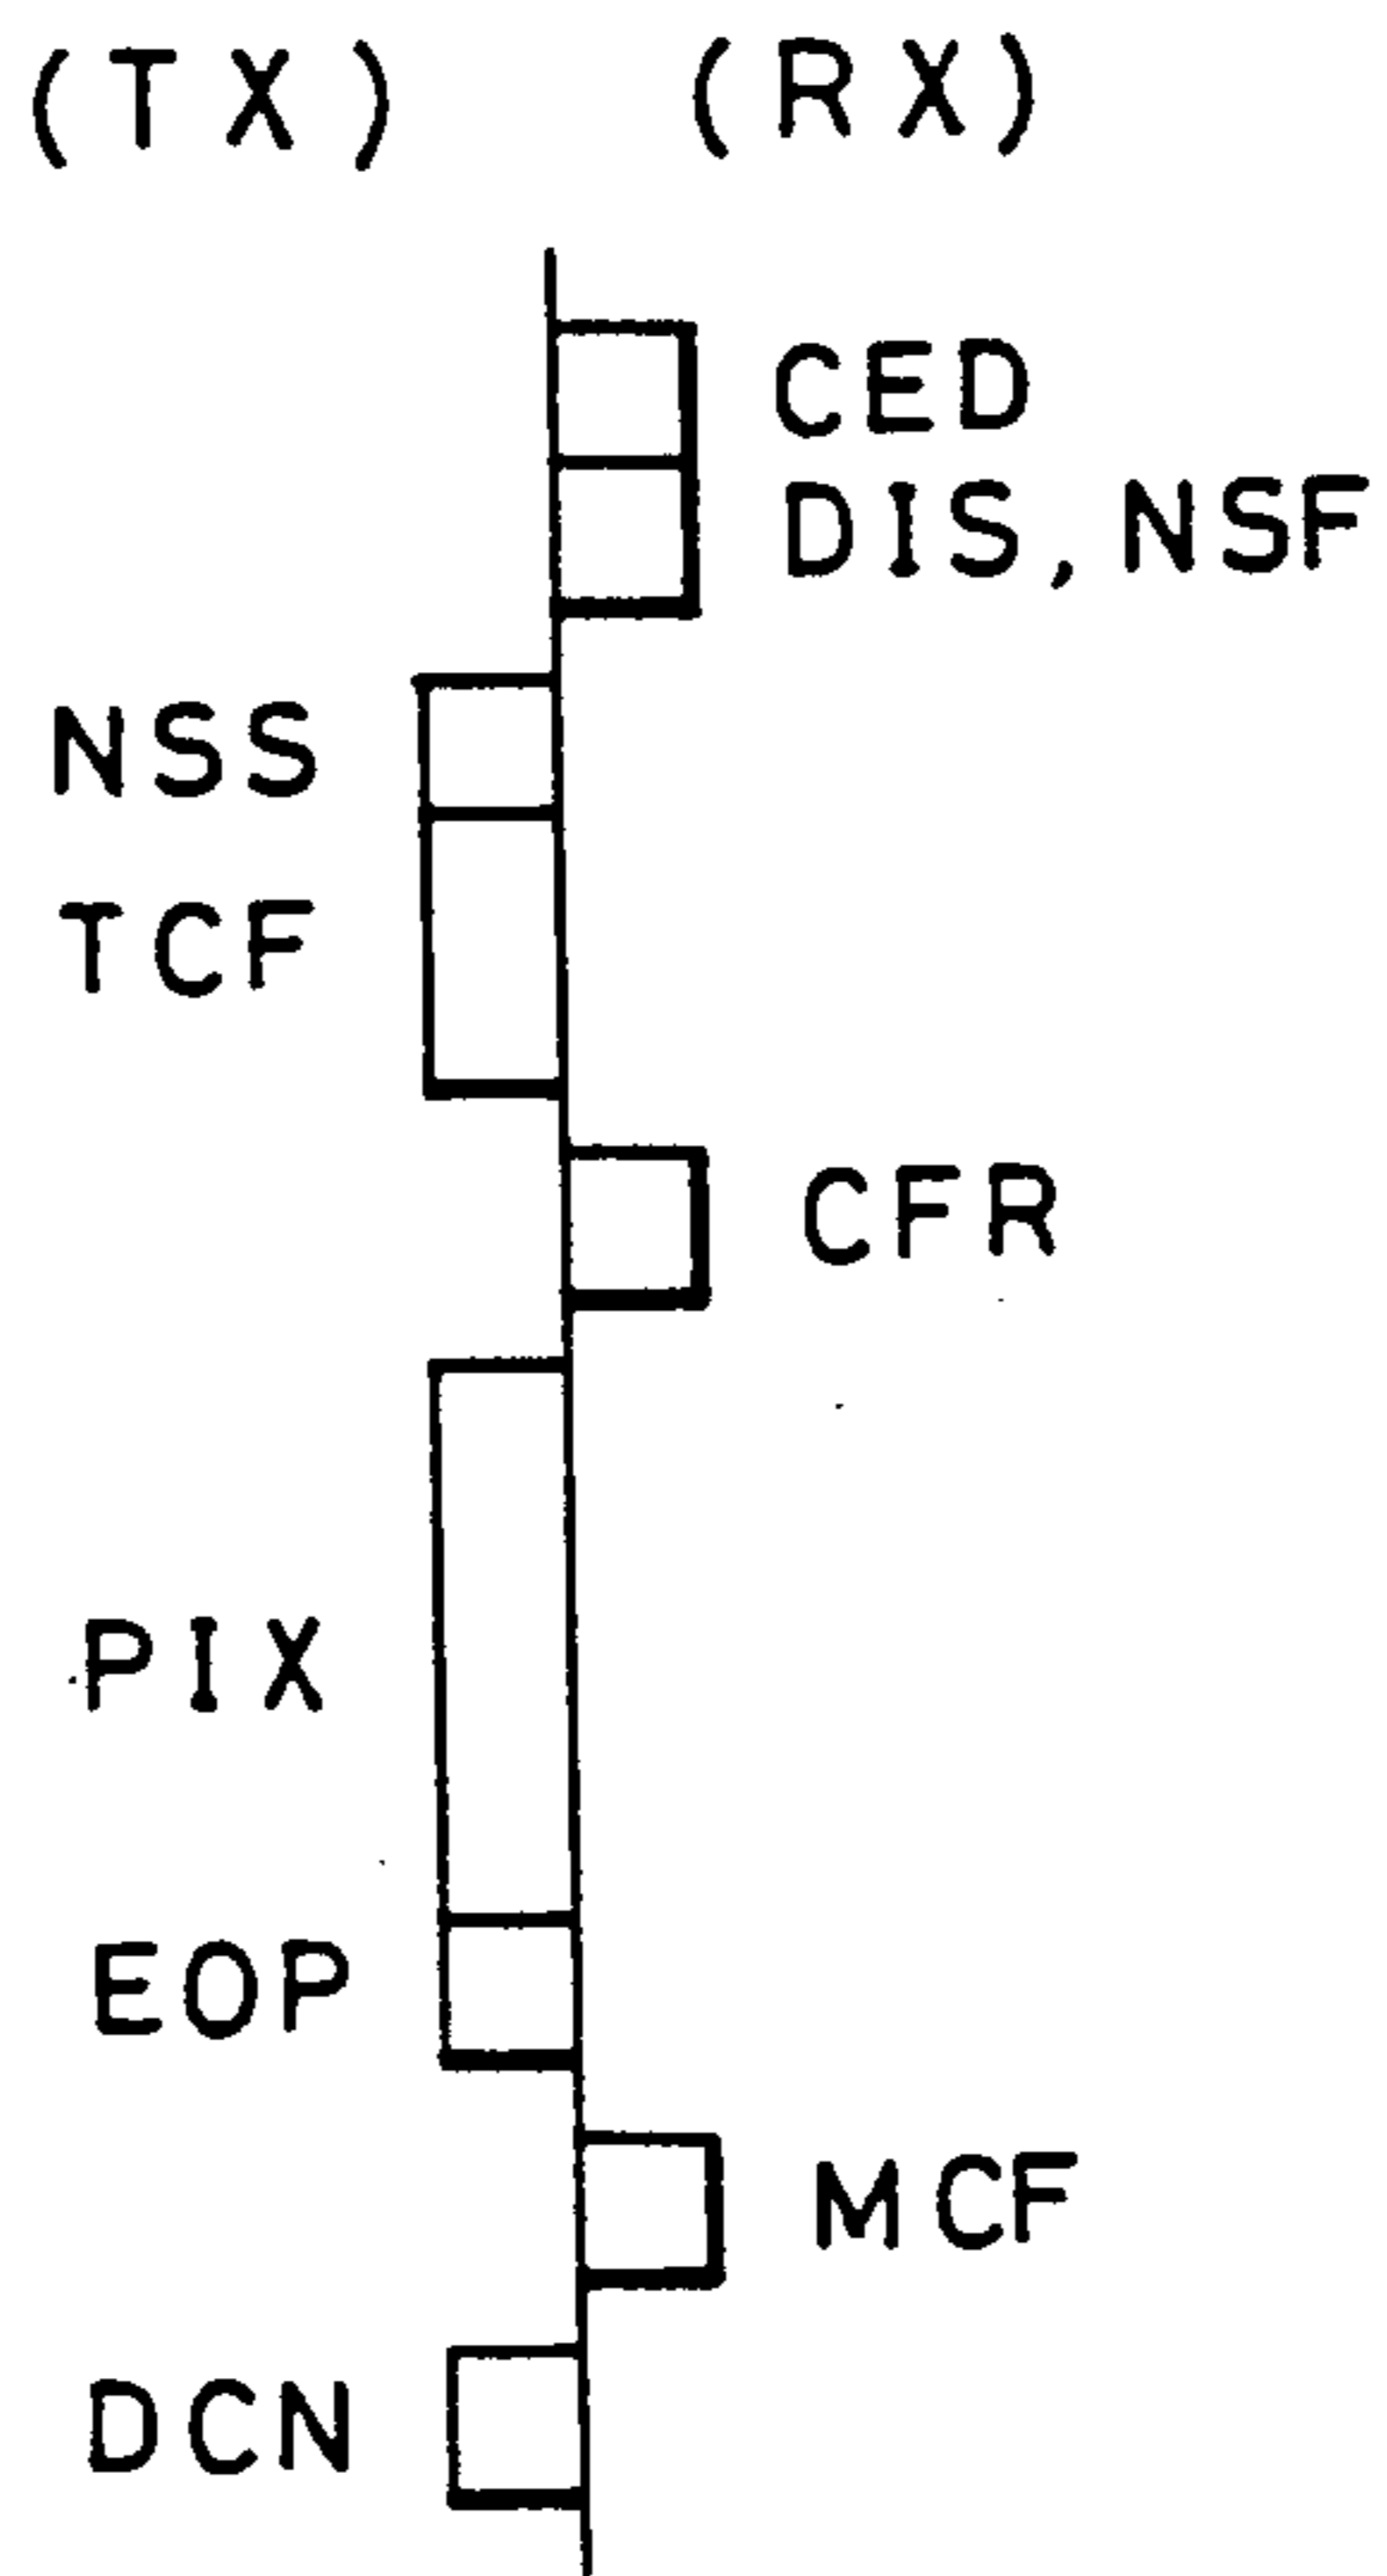 (TX) (RX)
CED
DIS, NSF
NSS
TCF
CFR
PIX
EOP
MCF
DCN